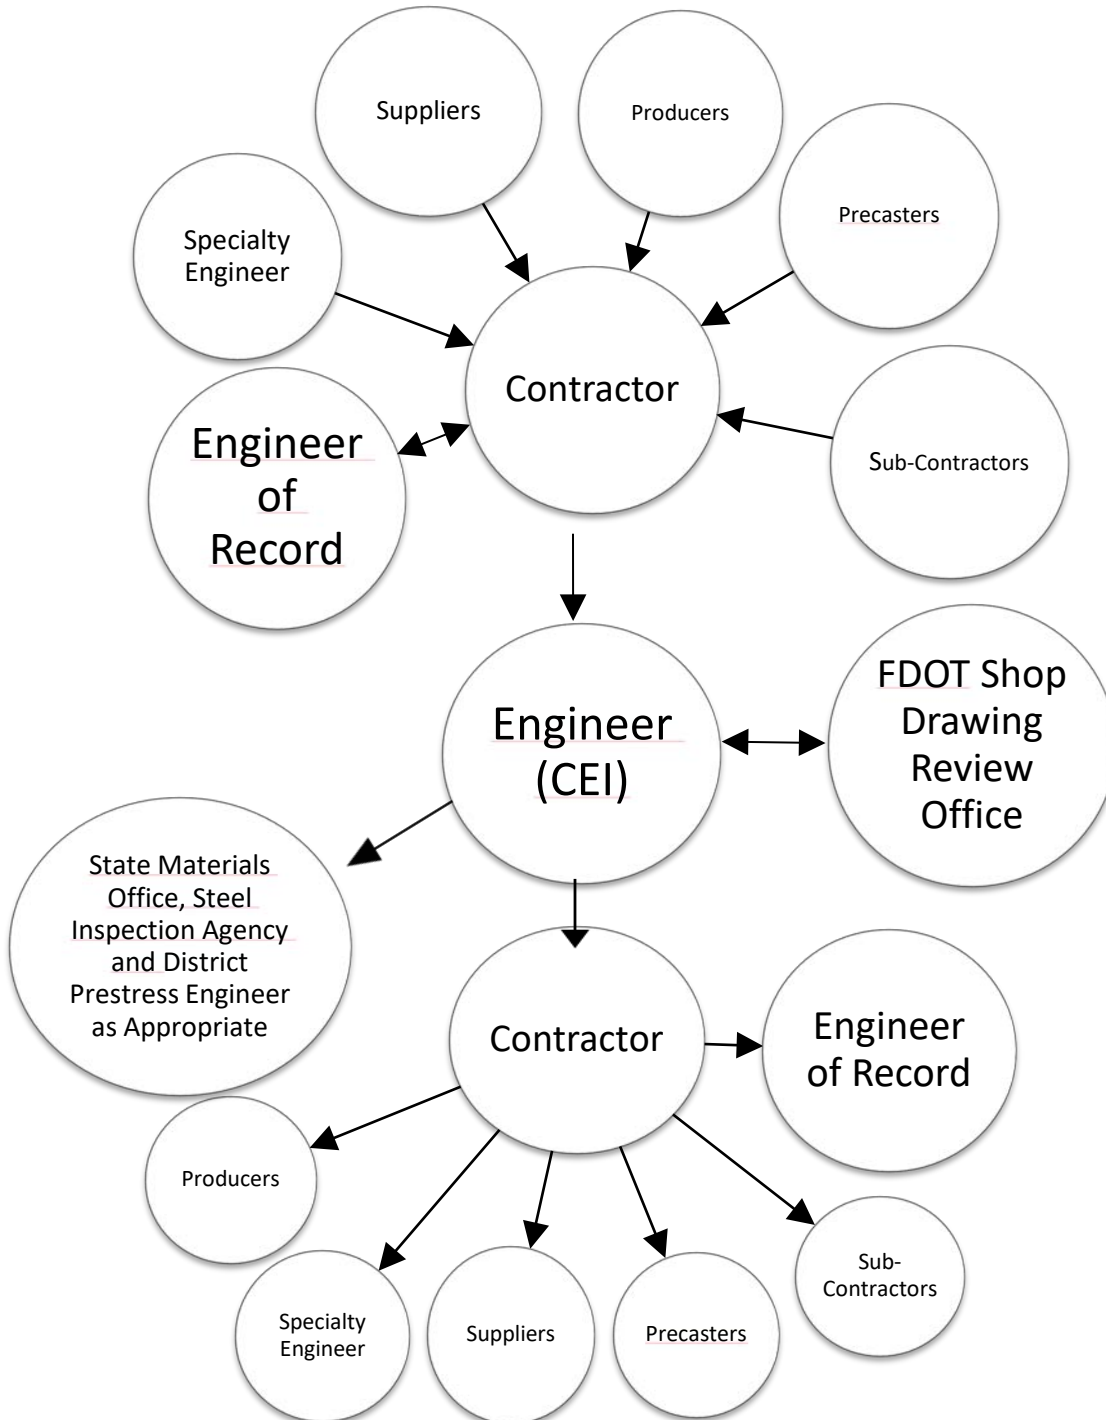 Suppliers
Producers
Precasters
Specialty
Engineer
Contractor
Engineer
of
Record
Sub-Contractors
Engineer
(CEI)
FDOT Shop
Drawing
Review
Office
State Materials
Office, Steel
Inspection Agency
and District
Prestress Engineer
as Appropriate
Contractor
Engineer
of Record
Producers
Specialty
Engineer
Suppliers
Precasters
Sub-
Contractors